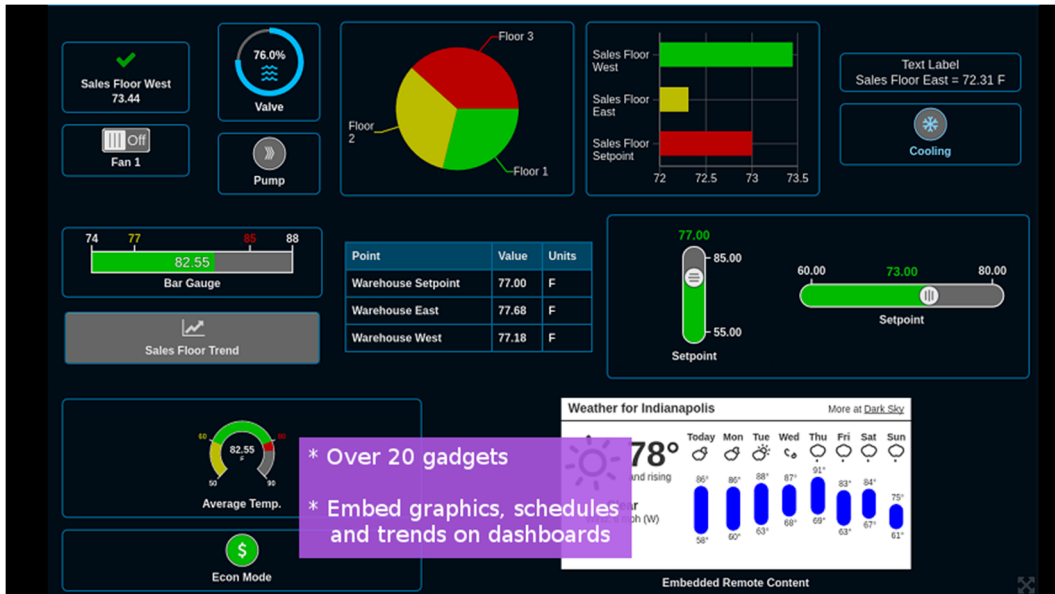 Sales Floor West
73.44
76.0%
Valve
Off
Fan 1
Pump
Floor 3
Floor
2
Floor 1
Sales Floor
West
Sales Floor
East
Sales Floor
Setpoint
72 72.5 73 73.5
Text Label
Sales Floor East = 72.31 F
Cooling
74 77 85 88
82.55
Bar Gauge
Sales Floor Trend
Point Value Units
Warehouse Setpoint 77.00 F
Warehouse East 77.68 F
Warehouse West 77.18 F
77.00
85.00
55.00
Setpoint
60.00 73.00 80.00
Setpoint
60
82.55
F
50 90
Average Temp.
$
Econ Mode
* Over 20 gadgets
* Embed graphics, schedules
and trends on dashboards
Weather for Indianapolis More at Dark Sky
78°
and rising
(W)
Today Mon Tue Wed Thu Fri Sat Sun
86° 86° 88° 87° 91° 83° 84° 75°
58° 60° 63° 68° 69° 63° 67° 61°
Embedded Remote Content